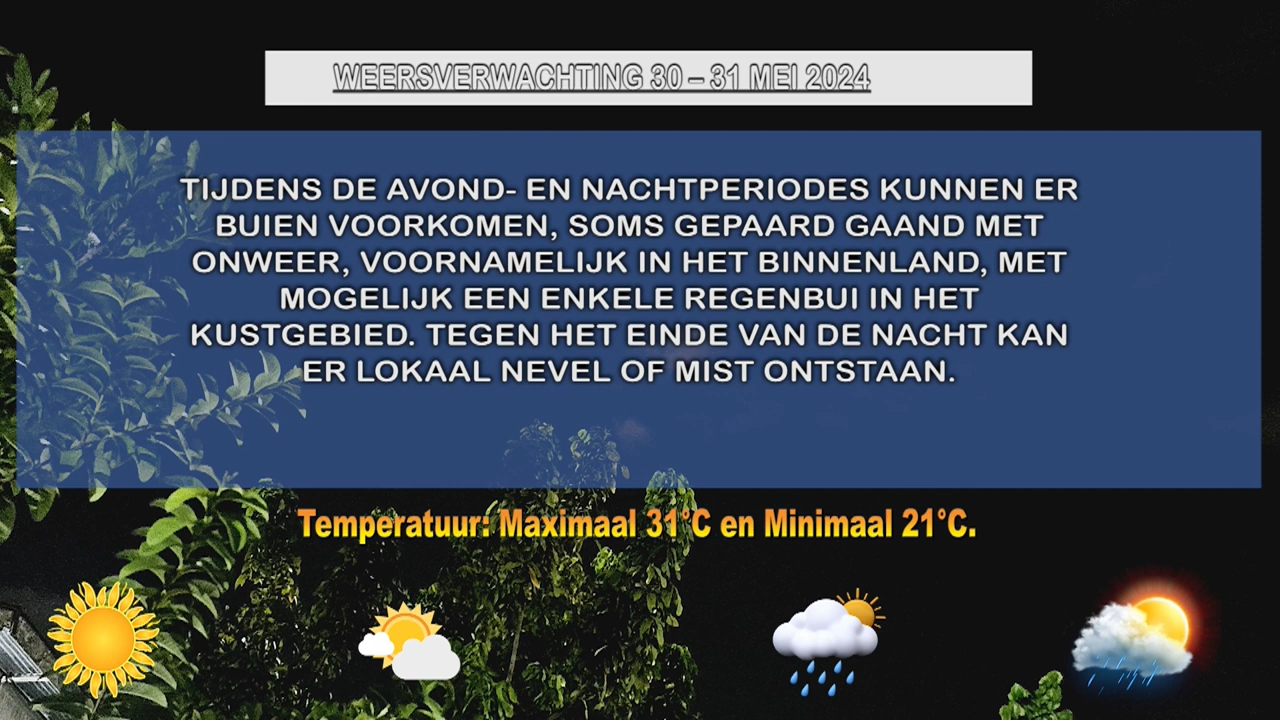 WEERSVERWACHTING 30 – 31 MEI 2024
TIJDENS DE AVOND- EN NACHTPERIODES KUNNEN ER
BUIEN VOORKOMEN, SOMS GEPAARD GAAND MET
ONWEER, VOORNAMELIJK IN HET BINNENLAND, MET
MOGELIJK EEN ENKELE REGENBUI IN HET
KUSTGEBIED. TEGEN HET EINDE VAN DE NACHT KAN
ER LOKAAL NEVEL OF MIST ONTSTAAN.
Temperatuur: Maximaal 31°C en Minimaal 21°C.